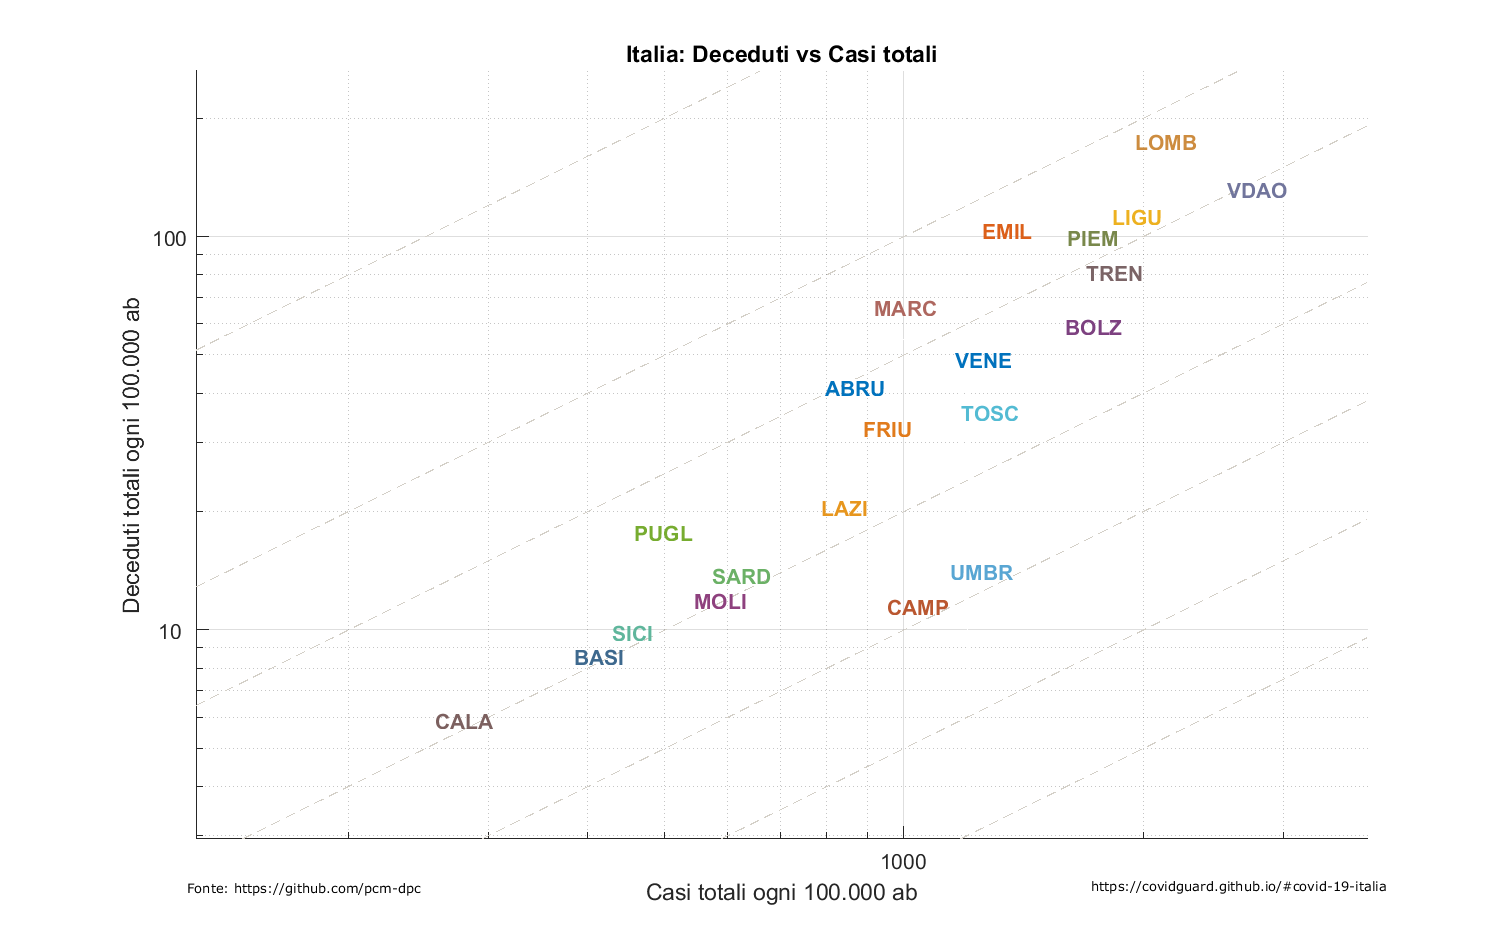 Italia: Deceduti vs Casi totali
LOMB
VDAO
LIGU
EMIL
PIEM
100
TREN
MARC
BOLZ
VENE
ABRU
TOSC
FRIU
LAZI
PUGL
UMBR
SARD
MOLI
CAMP
10
SICI
BASI
CALA
Deceduti totali ogni 100.000 ab
1000
Casi totali ogni 100.000 ab
Fonte: https://github.com/pcm-dpc
https://covidguard.github.io/#covid-19-italia